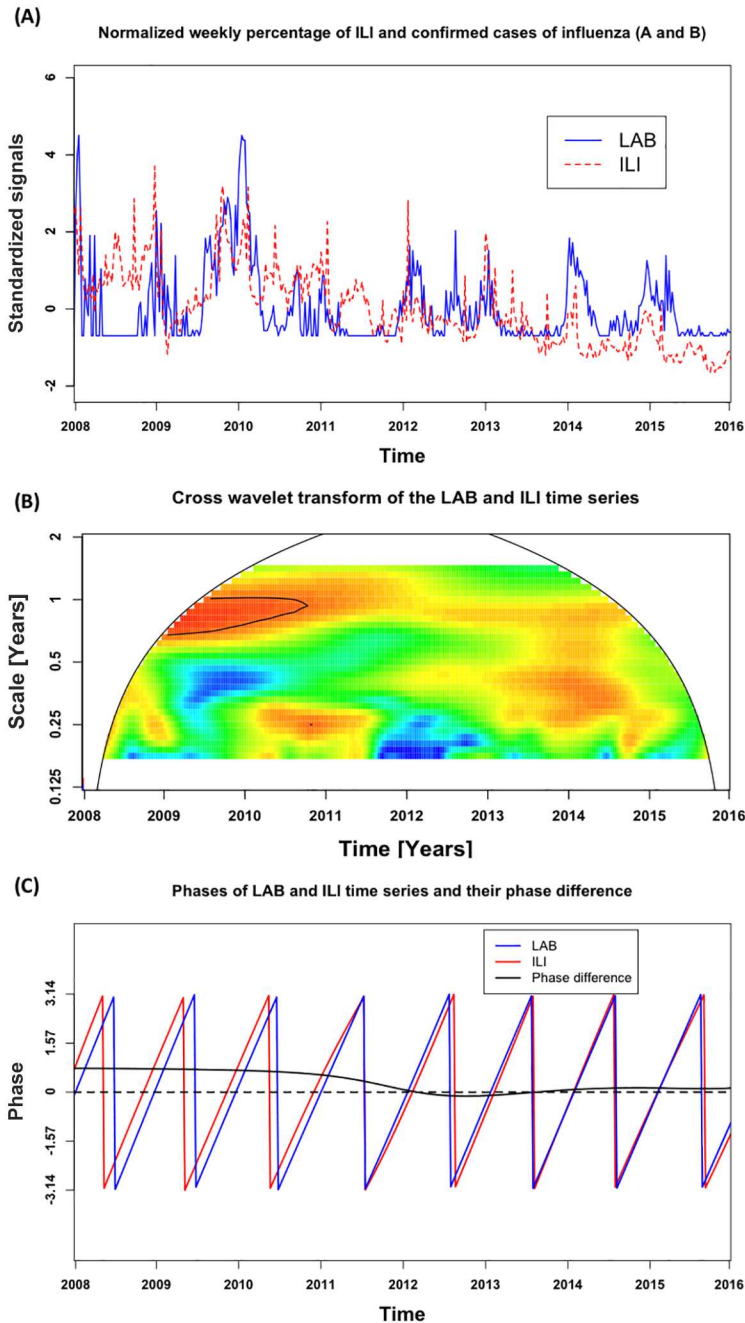 (A)
Normalized weekly percentage of ILI and confirmed cases of influenza (A and B)
Standardized signals
6
4
2
0
-2
LAB
ILI
2008 2009 2010 2011 2012 2013 2014 2015 2016
Time
(B)
Cross wavelet transform of the LAB and ILI time series
Scale [Years]
2
1
0.5
0.25
0.125
2008 2009 2010 2011 2012 2013 2014 2015 2016
Time [Years]
(C)
Phases of LAB and ILI time series and their phase difference
Phase
3.14
1.57
0
-1.57
-3.14
LAB
ILI
Phase difference
2008 2009 2010 2011 2012 2013 2014 2015 2016
Time